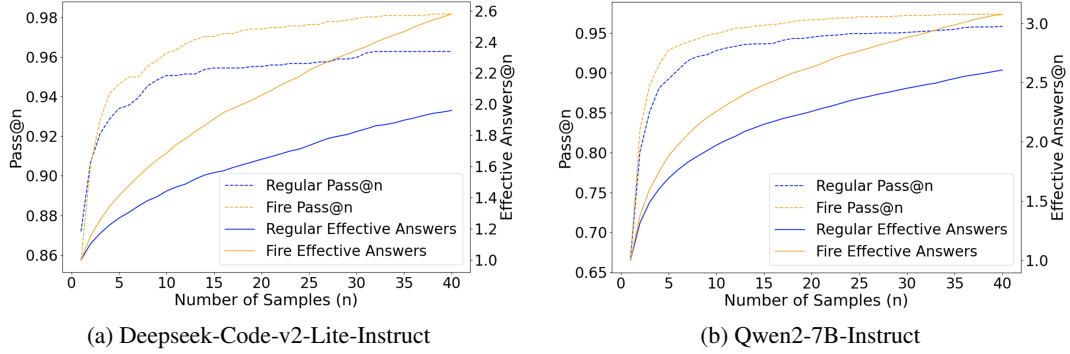 0.98
0.96
0.94
0.92
0.90
0.88
0.86
Pass@n
2.6
2.4
2.2
2.0
1.8
1.6
1.4
1.2
1.0
Effective Answers@n
Regular Pass@n
Fire Pass@n
Regular Effective Answers
Fire Effective Answers
0 5 10 15 20 25 30 35 40
Number of Samples (n)
(a) Deepseek-Code-v2-Lite-Instruct
0.95
0.90
0.85
0.80
0.75
0.70
0.65
Pass@n
3.0
2.5
2.0
1.5
1.0
Effective Answers@n
Regular Pass@n
Fire Pass@n
Regular Effective Answers
Fire Effective Answers
0 5 10 15 20 25 30 35 40
Number of Samples (n)
(b) Qwen2-7B-Instruct